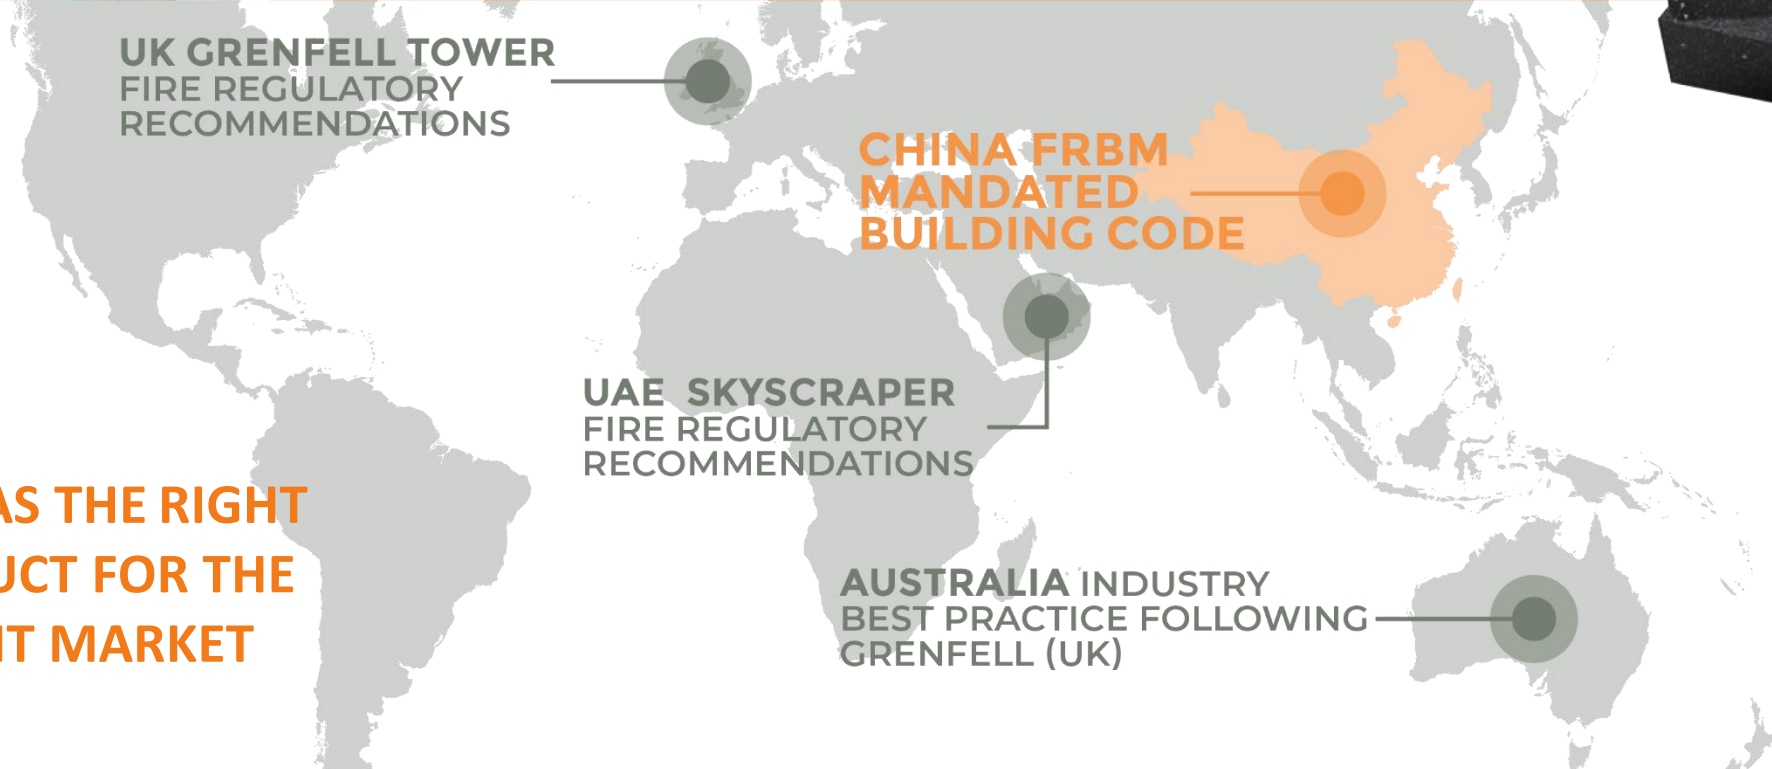 UK GRENFELL TOWER
FIRE REGULATORY
RECOMMENDATIONS
CHINA FRBM
MANDATED
BUILDING CODE
UAE SKYSCRAPER
FIRE REGULATORY
RECOMMENDATIONS
AS THE RIGHT
UCT FOR THE
MARKET
AUSTRALIA INDUSTRY
BEST PRACTICE FOLLOWING
GRENFELL (UK)